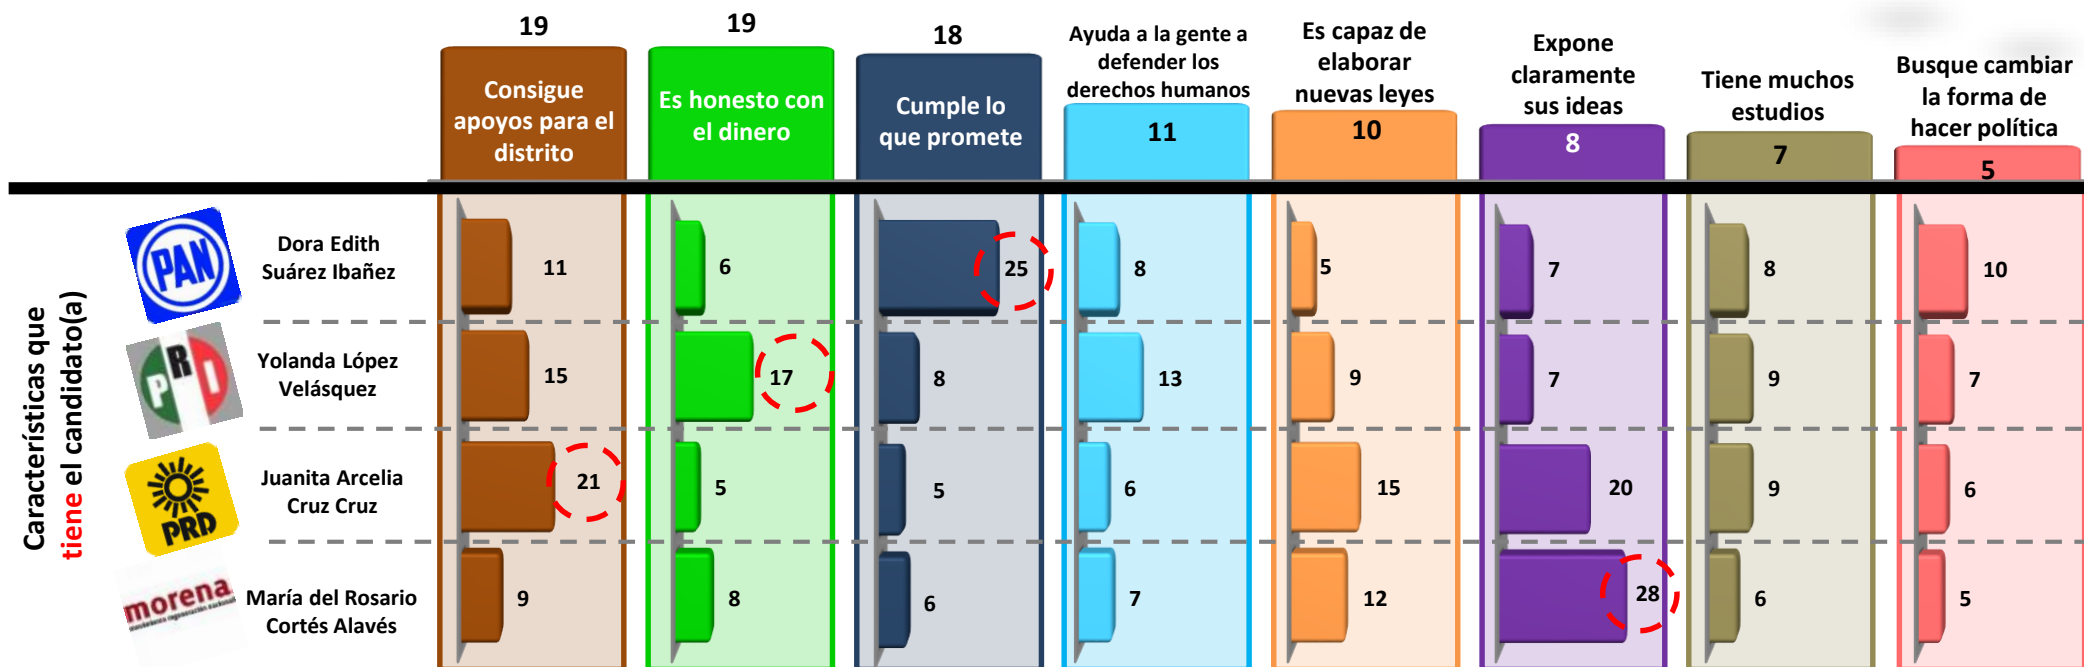 19
19
18
Ayuda a la gente a
defender los
derechos humanos
Es capaz de
elaborar
nuevas leyes
Expone
claramente
sus ideas
Tiene muchos
estudios
Busque cambiar
la forma de
hacer política
Consigue
apoyos para el
distrito
Es honesto con
el dinero
Cumple lo
que promete
11
10
8
7
5
Características que
tiene el candidato(a)
PAN
Dora Edith
Suárez Ibañez
11
6
25
8
5
7
8
10
PRI
Yolanda López
Velásquez
15
17
8
13
9
7
9
7
PRD
Juanita Arcelia
Cruz Cruz
21
5
5
6
15
20
9
6
morena
María del Rosario
Cortés Alavés
9
8
6
7
12
28
6
5